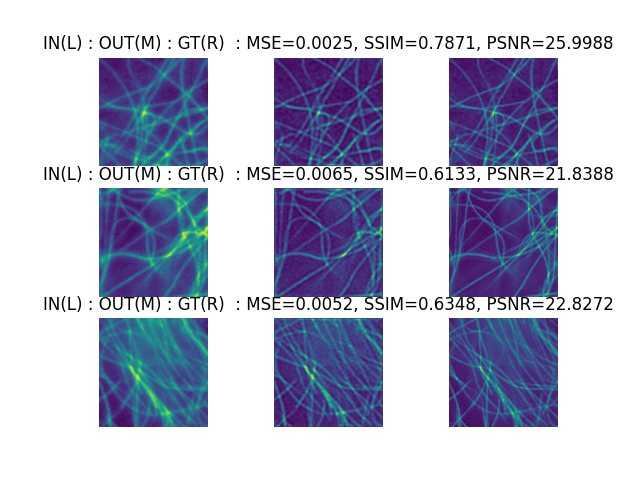 IN(L) : OUT(M) : GT(R)  : MSE=0.0025, SSIM=0.7871, PSNR=25.9988
IN(L) : OUT(M) : GT(R)  : MSE=0.0065, SSIM=0.6133, PSNR=21.8388
IN(L) : OUT(M) : GT(R)  : MSE=0.0052, SSIM=0.6348, PSNR=22.8272